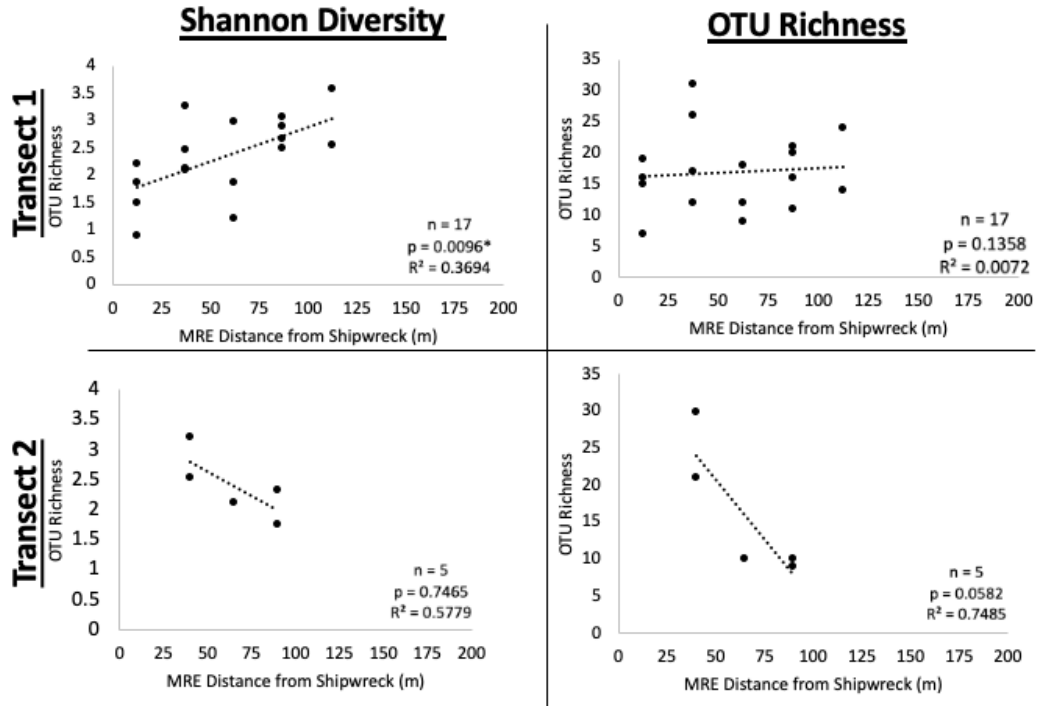 Shannon Diversity
OTU Richness
Transect 1
OTU Richness
4
3.5
3
2.5
2
1.5
1
0.5
0
0 25 50 75 100 125 150 175 200
MRE Distance from Shipwreck (m)
n = 17
p = 0.0096*
R² = 0.3694
OTU Richness
35
30
25
20
15
10
5
0
0 25 50 75 100 125 150 175 200
MRE Distance from Shipwreck (m)
n = 17
p = 0.1358
R² = 0.0072
Transect 2
OTU Richness
4
3.5
3
2.5
2
1.5
1
0.5
0
0 25 50 75 100 125 150 175 200
MRE Distance from Shipwreck (m)
n = 5
p = 0.7465
R² = 0.5779
OTU Richness
35
30
25
20
15
10
5
0
0 25 50 75 100 125 150 175 200
MRE Distance from Shipwreck (m)
n = 5
p = 0.0582
R² = 0.7485